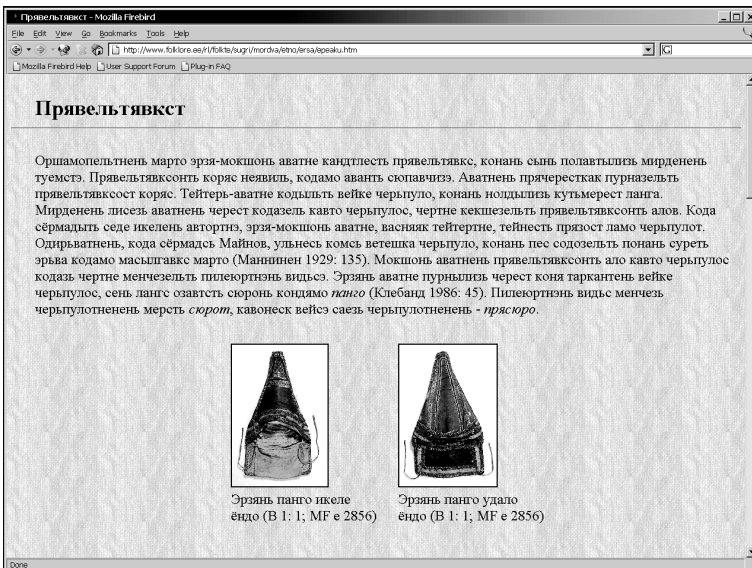 Прявельтявкст - Mozilla Firebird
File Edit View Go Bookmarks Tools Help
http://www.folklore.ee/rl/folkte/sugri/mordva/etno/ersa/epeaku.htm
Mozilla Firebird Help User Support Forum Plug-in FAQ
Прявельтявкст
Оршамопельтнень марто эрзя-мокшонь аватне кандтлесть прявельтявкс, конань сынь полавтылизь мирденень
туемстэ. Прявельтявксонть коряс неявиль, кодамо аванть сюпавчизэ. Аватнень прячересткак пурназельть
прявельтявксост коряс. Тейтерь-аватне кодыльть вейке черьпуло, конань нолдылизь кутьмерест ланга.
Мирденень лисезь аватнень черест кодазель кавто черьпулос, чертне кекшезельть прявельтявксонть алов. Кода
сёрмадыть седе икелень автортнэ, эрзя-мокшонь аватне, васняяк тейтертне, тейнесть прязост ламо черьпулот.
Одирьватнень, кода сёрмадсь Майнов, ульнесь комсь ветешка черьпуло, конань пес содозельть понань суреть
эрьва кодамо масылгавкс марто (Маннинен 1929: 135). Мокшонь аватнень прявельтявксонть ало кавто черьпулос
кодазь чертне менчезельть пилеюртнэнь видьсэ. Эрзянь аватне пурнылизь черест коня таркантень вейке
черьпулос, сень лангс озавтсть сюронь кондямо панго (Клебанд 1986: 45). Пилеюртнэнь видьс менчезь
черьпулотненень мерсть сюрот, кавонеск вейсэ саезь черьпулотненень - прясюро.
Эрзянь панго икеле
ёндо (B 1: 1; MF e 2856)
Эрзянь панго удало
ёндо (B 1: 1; MF e 2856)
Done